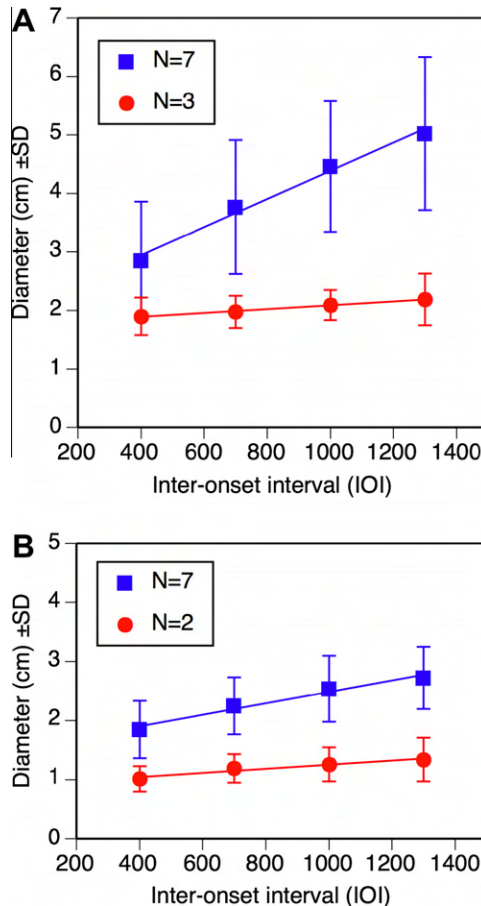 A
7
6
5
4
3
2
1
0
Diameter (cm) ±SD
N=7
N=3
200 400 600 800 1000 1200 1400
Inter-onset interval (IOI)
B
5
4
3
2
1
0
Diameter (cm) ±SD
N=7
N=2
200 400 600 800 1000 1200 1400
Inter-onset interval (IOI)